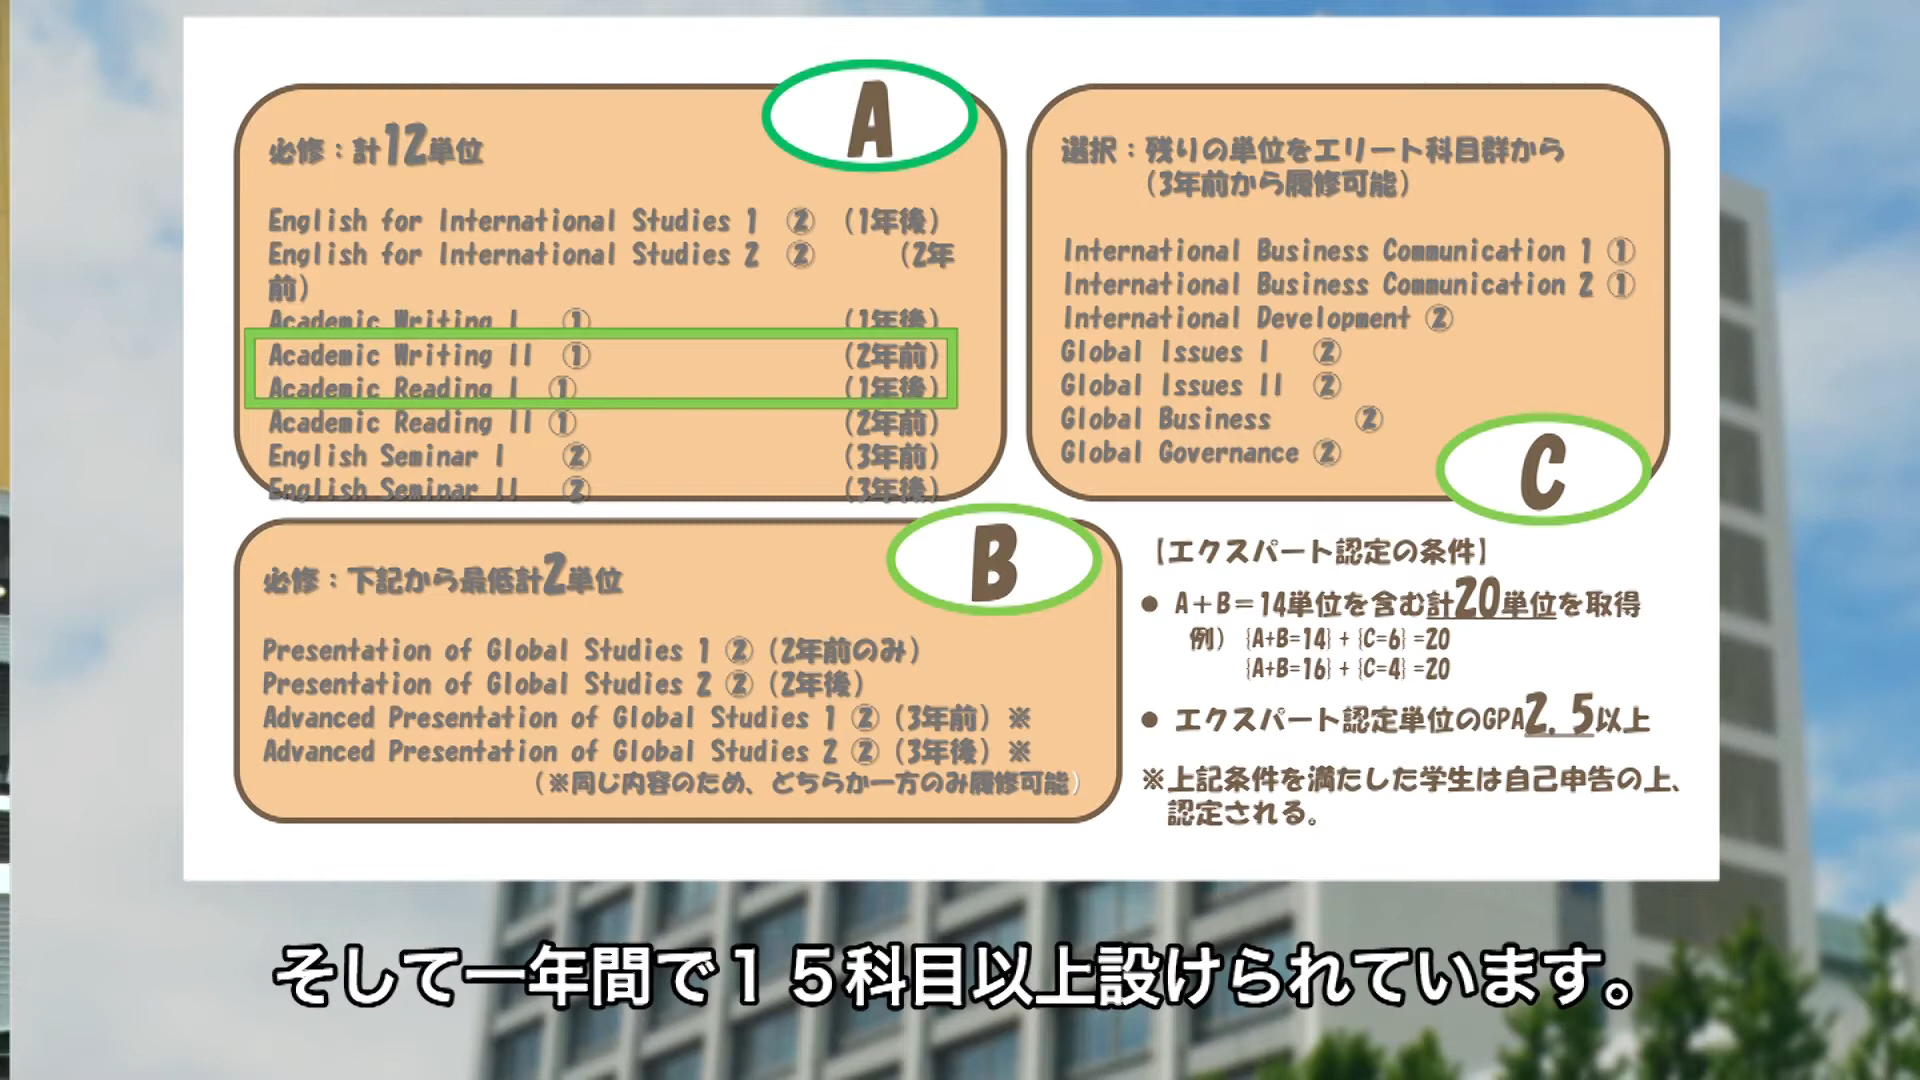 A
必修：計12単位
English for International Studies 1 ② （1年後）
English for International Studies 2 ② （2年
前）
Academic Writing I ① （1年後）
Academic Writing II ① （2年前）
Academic Reading I ① （1年後）
Academic Reading II ① （2年前）
English Seminar I ② （3年前）
English Seminar II ② （3年後）
選択：残りの単位をエリート科目群から
（3年前から履修可能）
International Business Communication 1 ①
International Business Communication 2 ①
International Development ②
Global Issues I ②
Global Issues II ②
Global Business ②
Global Governance ②
C
B
必修：下記から最低計2単位
Presentation of Global Studies 1 ②（2年前のみ）
Presentation of Global Studies 2 ②（2年後）
Advanced Presentation of Global Studies 1 ②（3年前）※
Advanced Presentation of Global Studies 2 ②（3年後）※
（※同じ内容のため、どちらか一方のみ履修可能）
【エクスパート認定の条件】
● A＋B＝14単位を含む計20単位を取得
例） {A+B=14} + {C=6} =20
{A+B=16} + {C=4} =20
● エクスパート認定単位のGPA2.5以上
※上記条件を満たした学生は自己申告の上、
認定される。
そして一年間で１５科目以上設けられています。